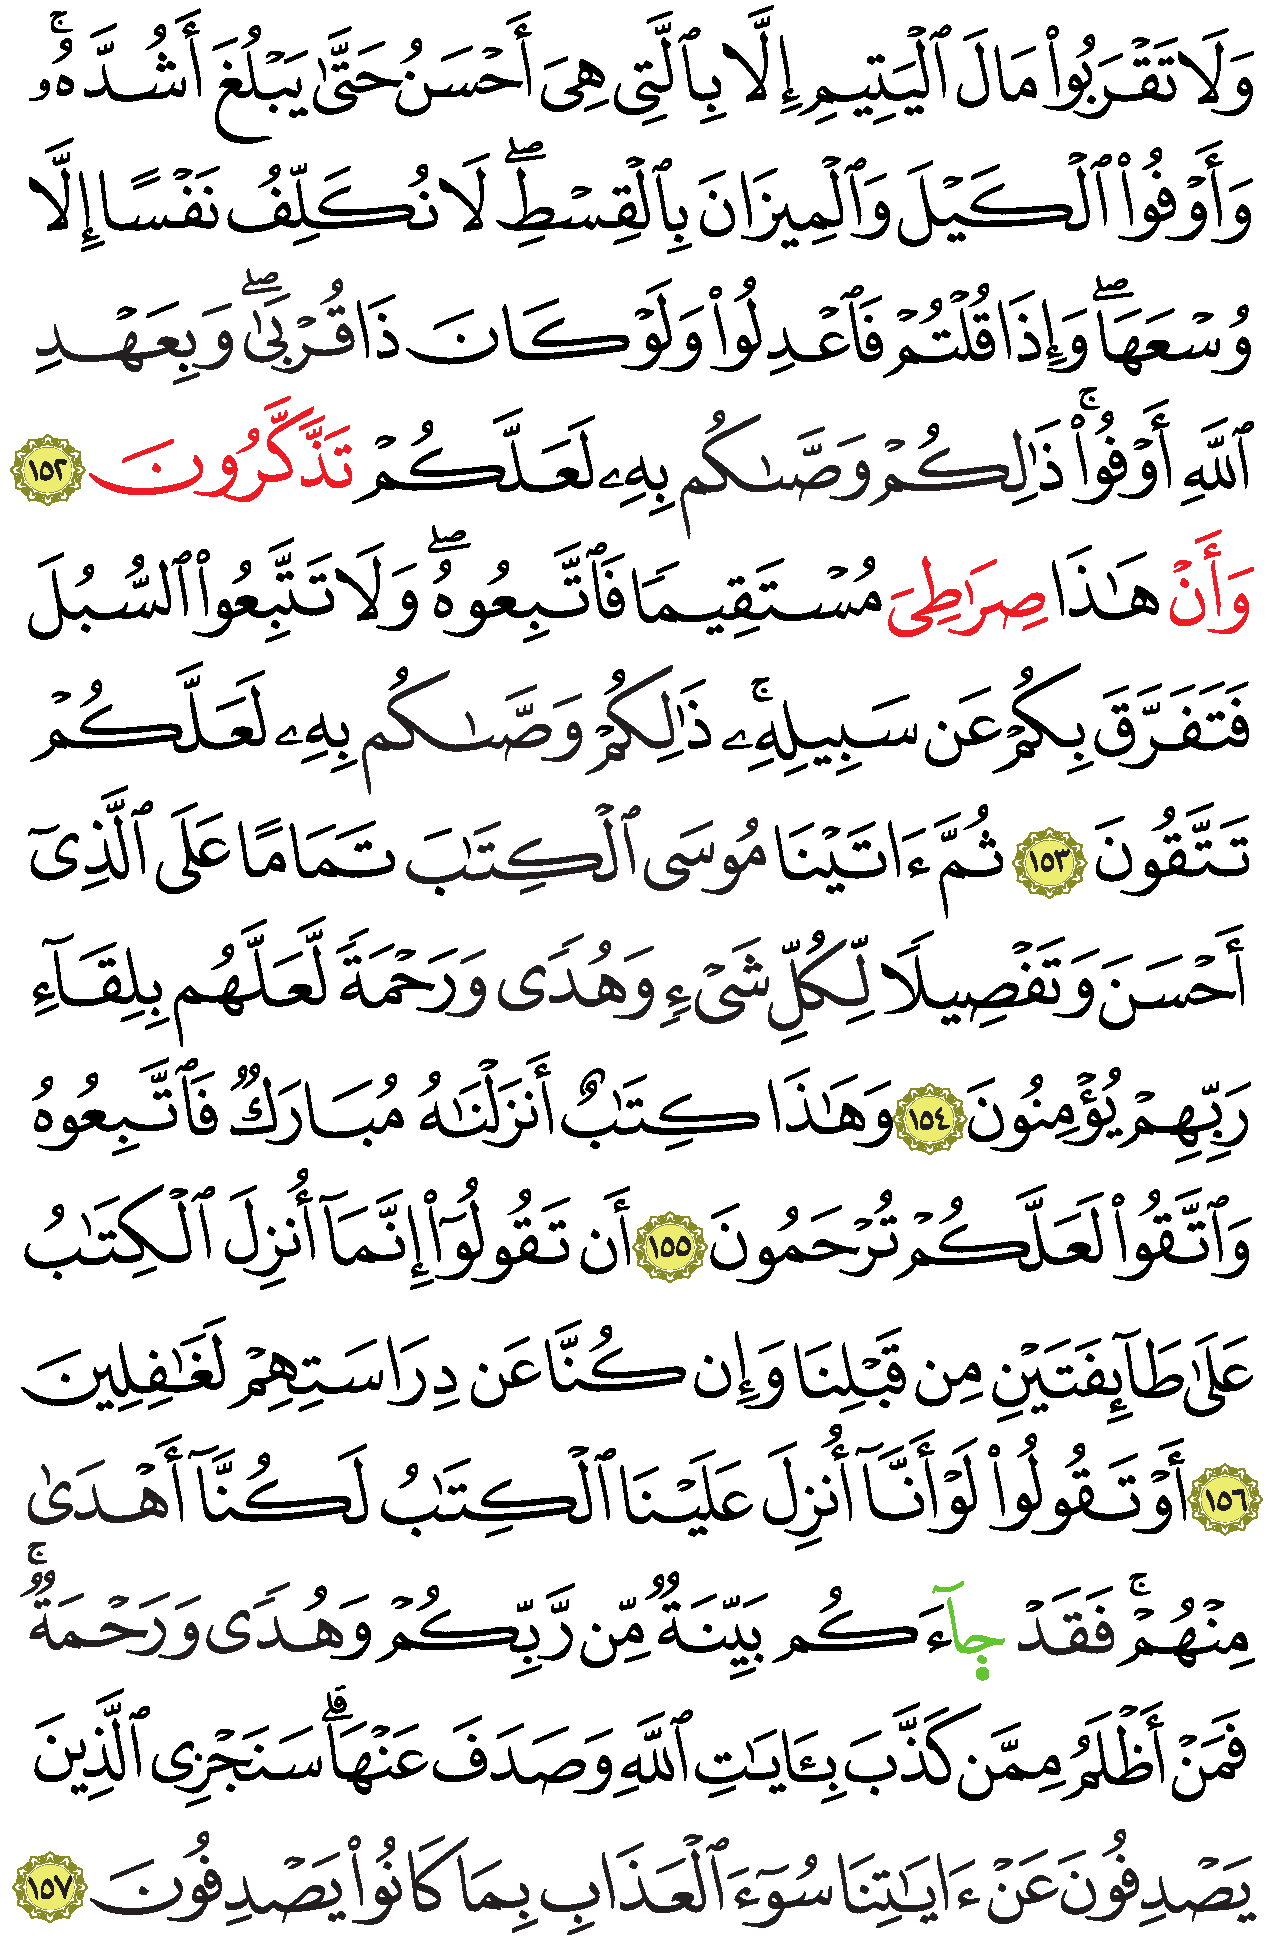 وَلَا تَقْرَبُوا۟ مَالَ ٱلْيَتِيمِ إِلَّا بِٱلَّتِى هِىَ أَحْسَنُ حَتَّىٰ يَبْلُغَ أَشُدَّهُۥ ۚ
وَأَوْفُوا۟ ٱلْكَيْلَ وَٱلْمِيزَانَ بِٱلْقِسْطِ ۖ لَا نُكَلِّفُ نَفْسًا إِلَّا
وُسْعَهَا ۖ وَإِذَا قُلْتُمْ فَٱعْدِلُوا۟ وَلَوْ كَانَ ذَا قُرْبَىٰ ۖ وَبِعَهْدِ
ٱللَّهِ أَوْفُوا۟ ۚ ذَٰلِكُمْ وَصَّىٰكُم بِهِۦ لَعَلَّكُمْ تَذَّكَّرُونَ ١٥٢
وَأَنْ هَـٰذَا صِرَٰطِىَ مُسْتَقِيمًا فَٱتَّبِعُوهُ ۖ وَلَا تَتَّبِعُوا۟ ٱلسُّبُلَ
فَتَفَرَّقَ بِكُمْ عَن سَبِيلِهِۦ ۚ ذَٰلِكُمْ وَصَّىٰكُم بِهِۦ لَعَلَّكُمْ
تَتَّقُونَ ١٥٣ ثُمَّ ءَاتَيْنَا مُوسَى ٱلْكِتَـٰبَ تَمَامًا عَلَى ٱلَّذِىٓ
أَحْسَنَ وَتَفْصِيلًا لِّكُلِّ شَىْءٍ وَهُدًى وَرَحْمَةً لَّعَلَّهُم بِلِقَآءِ
رَبِّهِمْ يُؤْمِنُونَ ١٥٤ وَهَـٰذَا كِتَـٰبٌ أَنزَلْنَـٰهُ مُبَارَكٌ فَٱتَّبِعُوهُ
وَٱتَّقُوا۟ لَعَلَّكُمْ تُرْحَمُونَ ١٥٥ أَن تَقُولُوٓا۟ إِنَّمَآ أُنزِلَ ٱلْكِتَـٰبُ
عَلَىٰ طَآئِفَتَيْنِ مِن قَبْلِنَا وَإِن كُنَّا عَن دِرَاسَتِهِمْ لَغَـٰفِلِينَ
١٥٦ أَوْ تَقُولُوا۟ لَوْ أَنَّآ أُنزِلَ عَلَيْنَا ٱلْكِتَـٰبُ لَكُنَّآ أَهْدَىٰ
مِنْهُمْ ۚ فَقَدْ جَآءَكُم بَيِّنَةٌ مِّن رَّبِّكُمْ وَهُدًى وَرَحْمَةٌ ۚ
فَمَنْ أَظْلَمُ مِمَّن كَذَّبَ بِـَٔايَـٰتِ ٱللَّهِ وَصَدَفَ عَنْهَا ۗ سَنَجْزِى ٱلَّذِينَ
يَصْدِفُونَ عَنْ ءَايَـٰتِنَا سُوٓءَ ٱلْعَذَابِ بِمَا كَانُوا۟ يَصْدِفُونَ ١٥٧